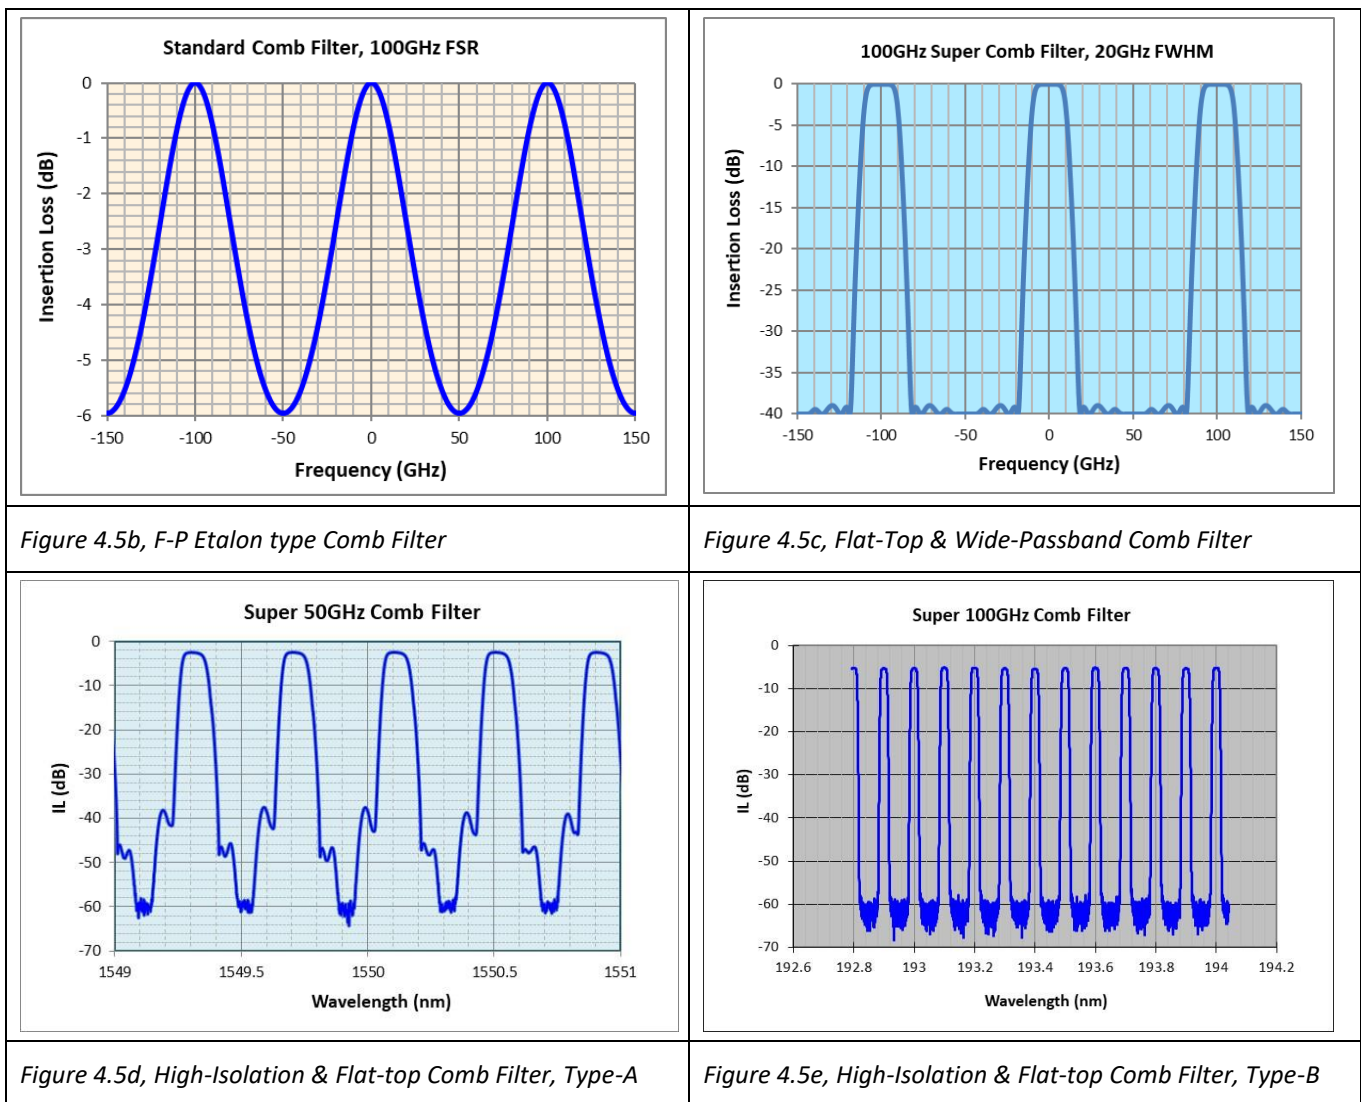 Standard Comb Filter, 100GHz FSR
0
-1
-2
-3
-4
-5
-6
Insertion Loss (dB)
-150 -100 -50 0 50 100 150
Frequency (GHz)
100GHz Super Comb Filter, 20GHz FWHM
0
-5
-10
-15
-20
-25
-30
-35
-40
Insertion Loss (dB)
-150 -100 -50 0 50 100 150
Frequency (GHz)
Figure 4.5b, F-P Etalon type Comb Filter
Figure 4.5c, Flat-Top & Wide-Passband Comb Filter
Super 50GHz Comb Filter
0
-10
-20
-30
-40
-50
-60
-70
IL (dB)
1549 1549.5 1550 1550.5 1551
Wavelength (nm)
Super 100GHz Comb Filter
0
-10
-20
-30
-40
-50
-60
-70
IL (dB)
192.6 192.8 193 193.2 193.4 193.6 193.8 194 194.2
Wavelength (nm)
Figure 4.5d, High-Isolation & Flat-top Comb Filter, Type-A
Figure 4.5e, High-Isolation & Flat-top Comb Filter, Type-B